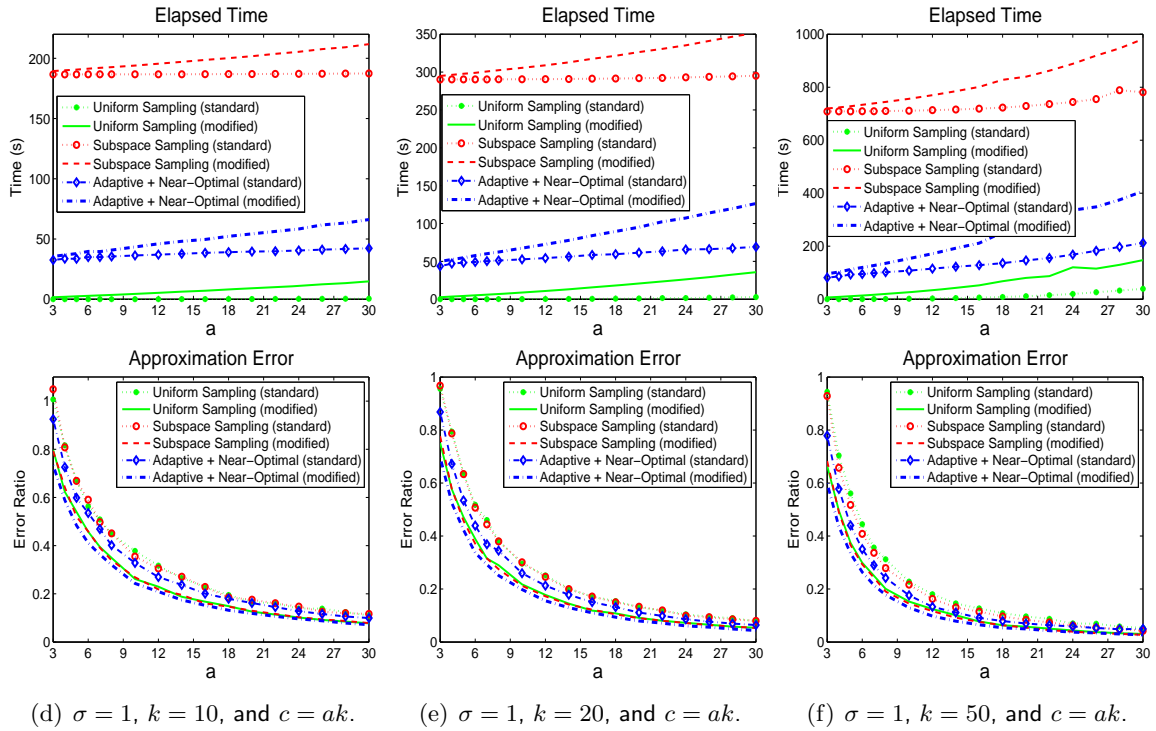 Elapsed Time
Time (s)
200
150
100
50
0
Uniform Sampling (standard)
Uniform Sampling (modified)
Subspace Sampling (standard)
Subspace Sampling (modified)
Adaptive + Near−Optimal (standard)
Adaptive + Near−Optimal (modified)
3 6 9 12 15 18 21 24 27 30
a
Elapsed Time
Time (s)
350
300
250
200
150
100
50
0
Uniform Sampling (standard)
Uniform Sampling (modified)
Subspace Sampling (standard)
Subspace Sampling (modified)
Adaptive + Near−Optimal (standard)
Adaptive + Near−Optimal (modified)
3 6 9 12 15 18 21 24 27 30
a
Elapsed Time
Time (s)
1000
800
600
400
200
0
Uniform Sampling (standard)
Uniform Sampling (modified)
Subspace Sampling (standard)
Subspace Sampling (modified)
Adaptive + Near−Optimal (standard)
Adaptive + Near−Optimal (modified)
3 6 9 12 15 18 21 24 27 30
a
Approximation Error
Error Ratio
1
0.8
0.6
0.4
0.2
0
Uniform Sampling (standard)
Uniform Sampling (modified)
Subspace Sampling (standard)
Subspace Sampling (modified)
Adaptive + Near−Optimal (standard)
Adaptive + Near−Optimal (modified)
3 6 9 12 15 18 21 24 27 30
a
Approximation Error
Error Ratio
1
0.8
0.6
0.4
0.2
0
Uniform Sampling (standard)
Uniform Sampling (modified)
Subspace Sampling (standard)
Subspace Sampling (modified)
Adaptive + Near−Optimal (standard)
Adaptive + Near−Optimal (modified)
3 6 9 12 15 18 21 24 27 30
a
Approximation Error
Error Ratio
1
0.8
0.6
0.4
0.2
0
Uniform Sampling (standard)
Uniform Sampling (modified)
Subspace Sampling (standard)
Subspace Sampling (modified)
Adaptive + Near−Optimal (standard)
Adaptive + Near−Optimal (modified)
3 6 9 12 15 18 21 24 27 30
a
(d) σ = 1, k = 10, and c = ak.
(e) σ = 1, k = 20, and c = ak.
(f) σ = 1, k = 50, and c = ak.